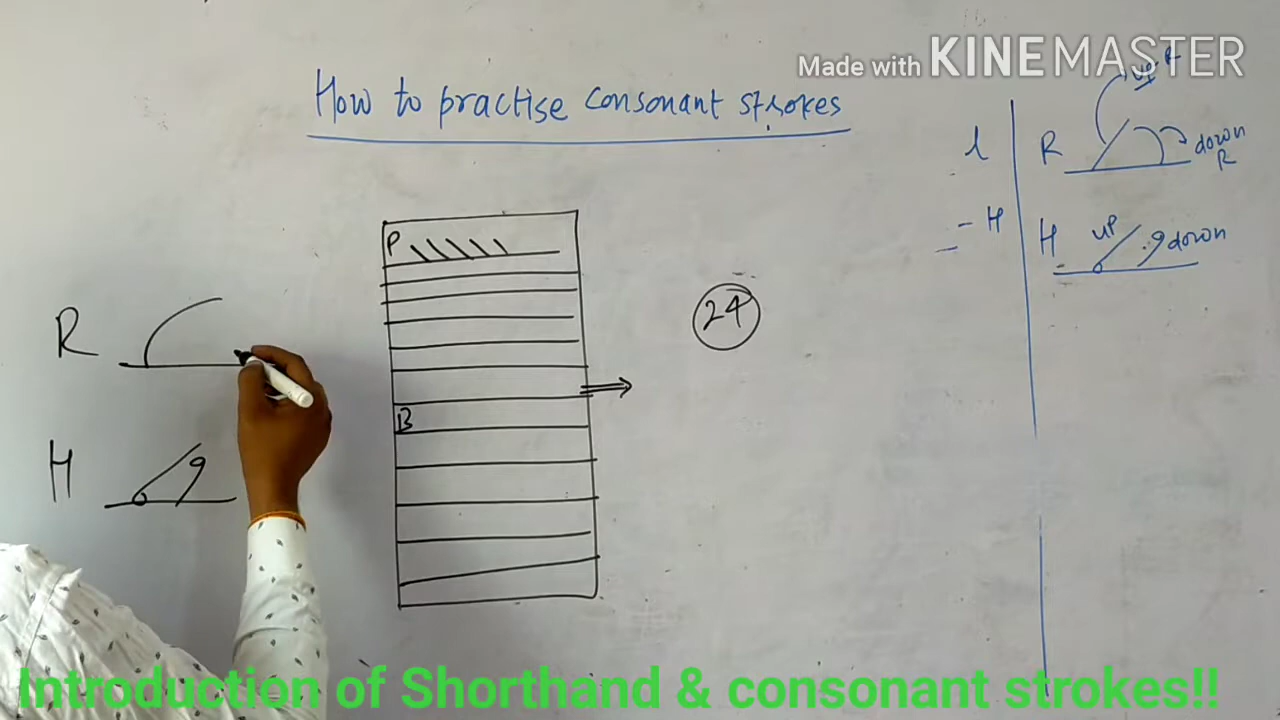 Made with KINEMASTER
How to practise consonant strokes
up R
R
down
R
H
H up down
P
24
R
B
H
Introduction of Shorthand & consonant strokes!!